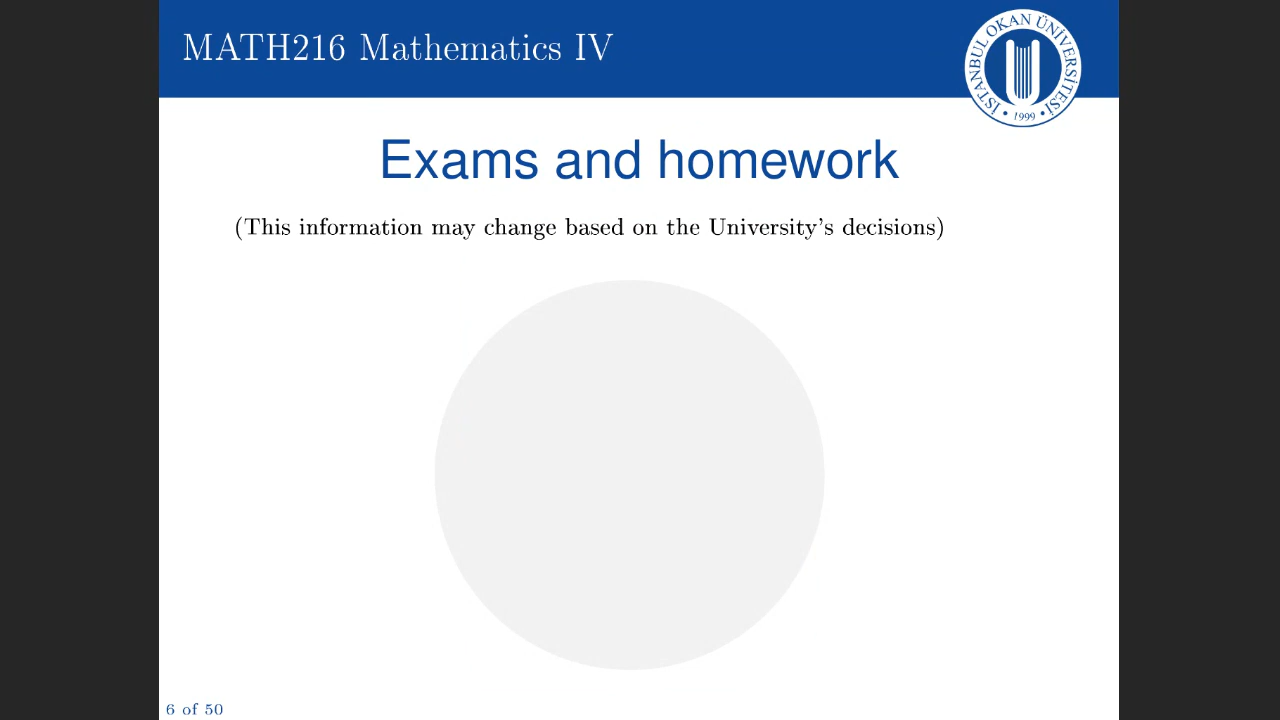 MATH216 Mathematics IV
İSTANBUL OKAN ÜNİVERSİTESİ
• 1999 •
Exams and homework
(This information may change based on the University's decisions)
6 of 50